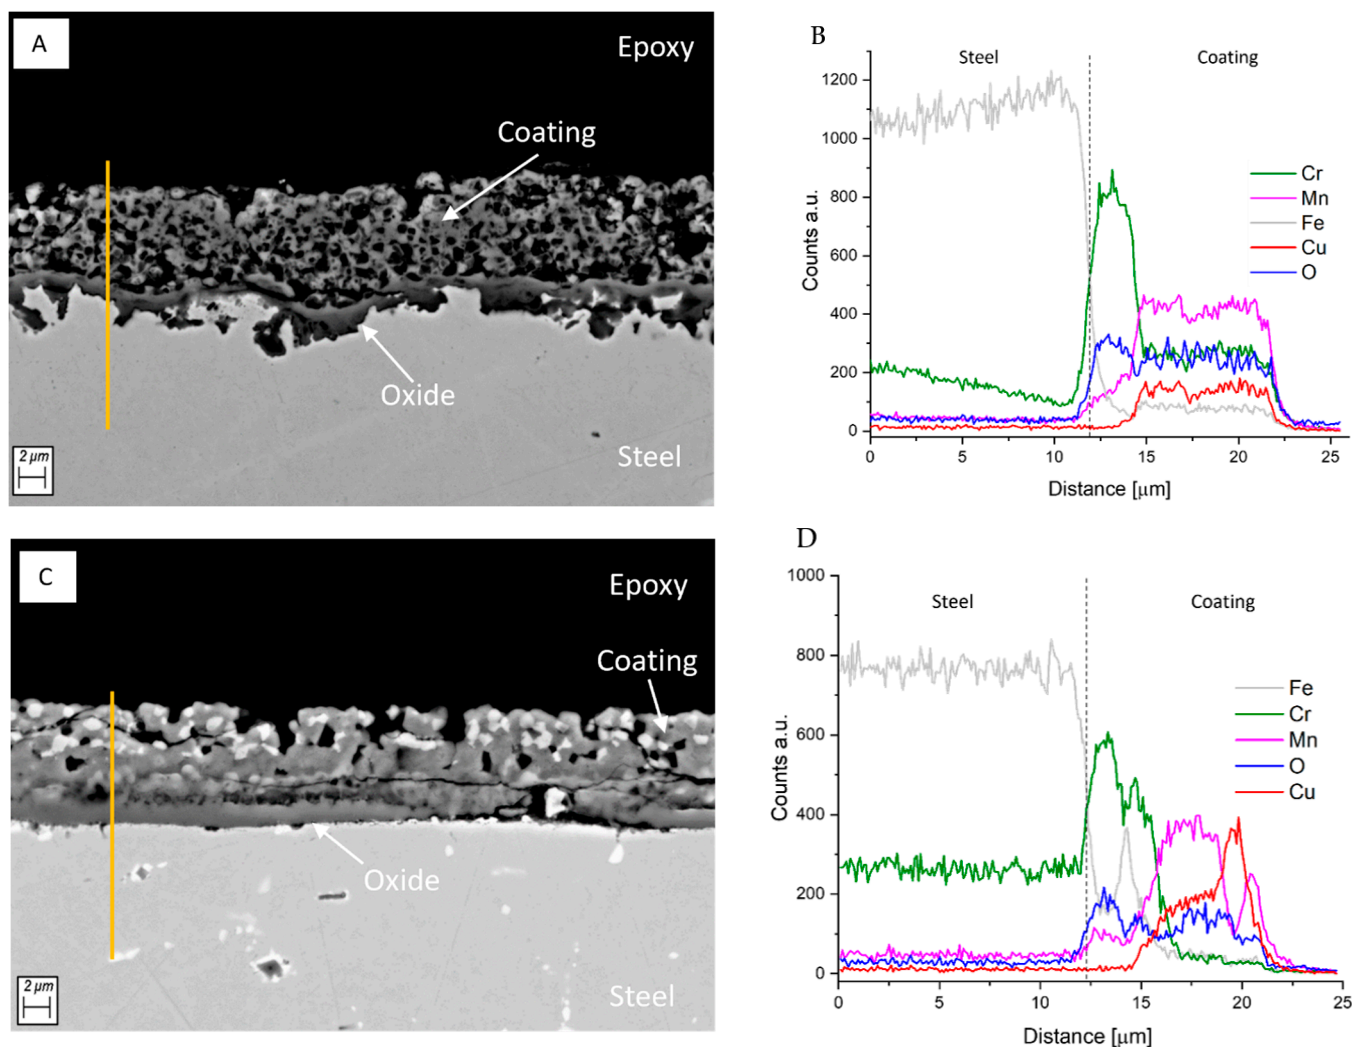 A
Epoxy
Coating
Oxide
Steel
2 µm
B
Steel
Coating
Counts a.u.
1200
1000
800
600
400
200
0
Cr
Mn
Fe
Cu
O
0
5
10
15
20
25
Distance [µm]
C
Epoxy
Coating
Oxide
Steel
2 µm
D
Steel
Coating
Counts a.u.
1000
800
600
400
200
0
Fe
Cr
Mn
O
Cu
0
5
10
15
20
25
Distance [µm]